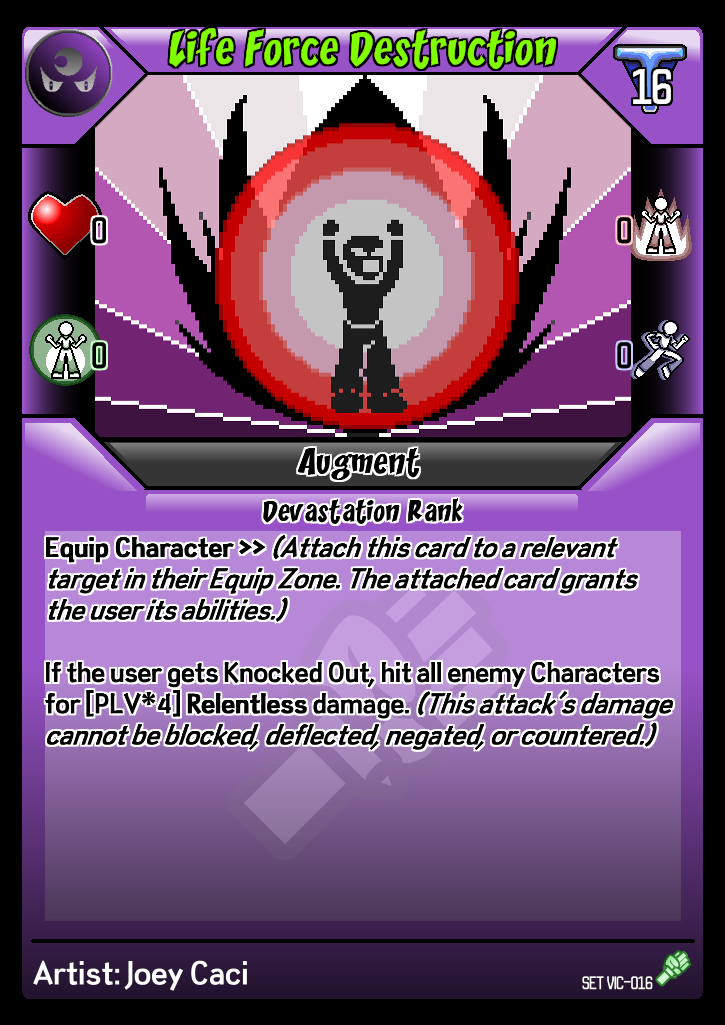 Life Force Destruction
16
0
0
0
0
Augment
Devastation Rank
Equip Character >> (Attach this card to a relevant
target in their Equip Zone. The attached card grants
the user its abilities.)
If the user gets Knocked Out, hit all enemy Characters
for [PLV*4] Relentless damage. (This attack's damage
cannot be blocked, deflected, negated, or countered.)
Artist: Joey Caci
SET VIC-016